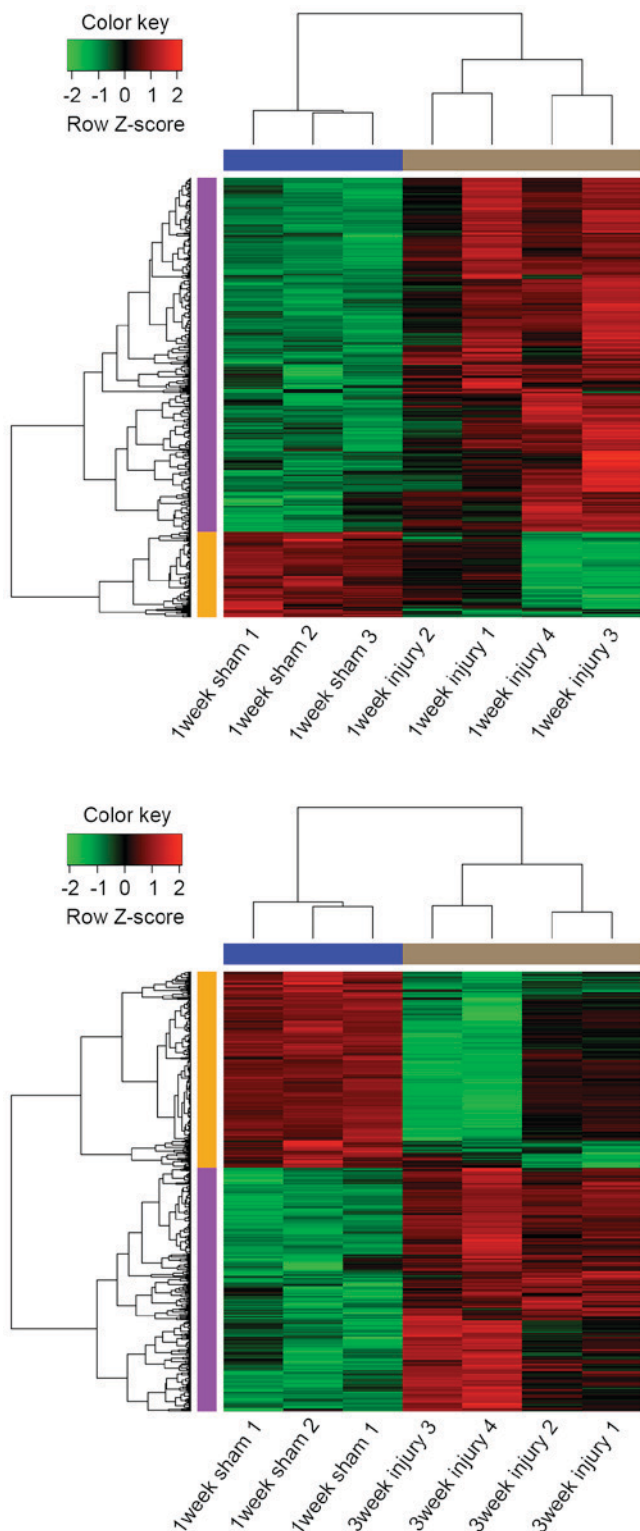 Color key
-2 -1 0 1 2
Row Z-score
1week sham 1
1week sham 2
1week sham 3
1week injury 2
1week injury 1
1week injury 4
1week injury 3
Color key
-2 -1 0 1 2
Row Z-score
1week sham 1
1week sham 2
1week sham 1
3week injury 3
3week injury 4
3week injury 2
3week injury 1